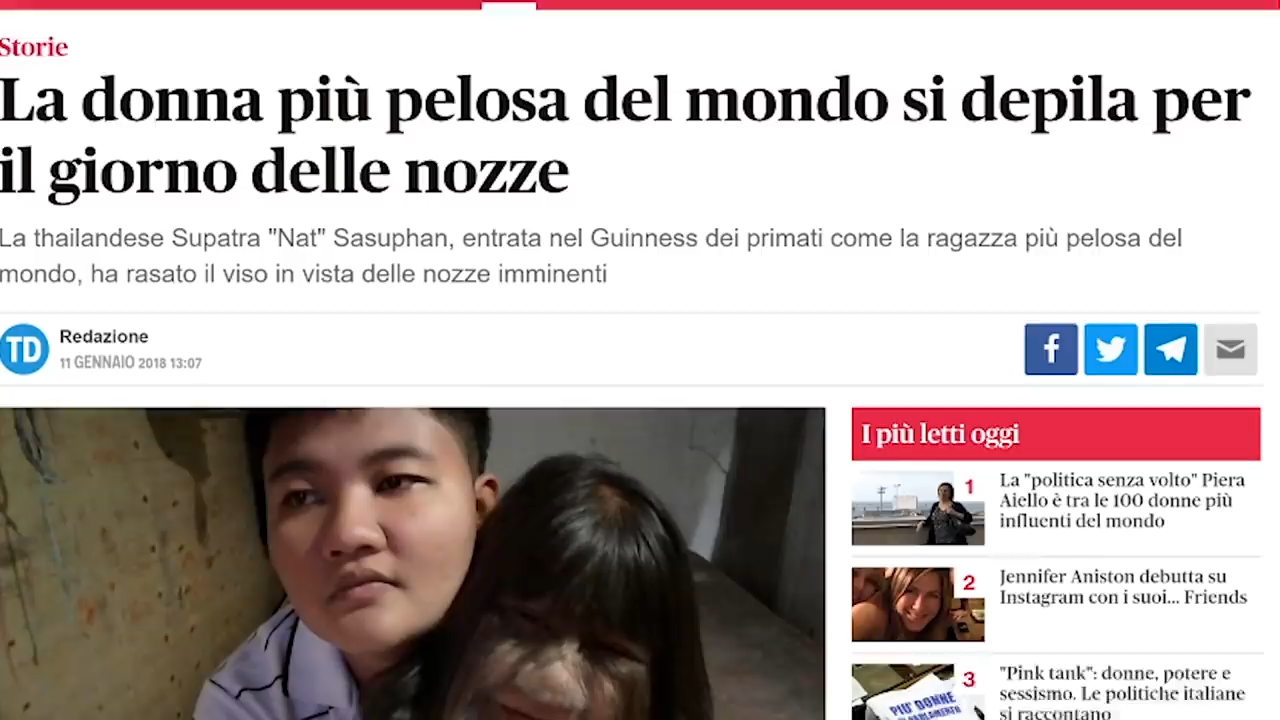 Storie
La donna più pelosa del mondo si depila per
il giorno delle nozze
La thailandese Supatra "Nat" Sasuphan, entrata nel Guinness dei primati come la ragazza più pelosa del
mondo, ha rasato il viso in vista delle nozze imminenti
TD
Redazione
11 GENNAIO 2018 13:07
f
I più letti oggi
1
La "politica senza volto" Piera
Aiello è tra le 100 donne più
influenti del mondo
2
Jennifer Aniston debutta su
Instagram con i suoi... Friends
3
"Pink tank": donne, potere e
sessismo. Le politiche italiane
si raccontano
PIU' DONNE